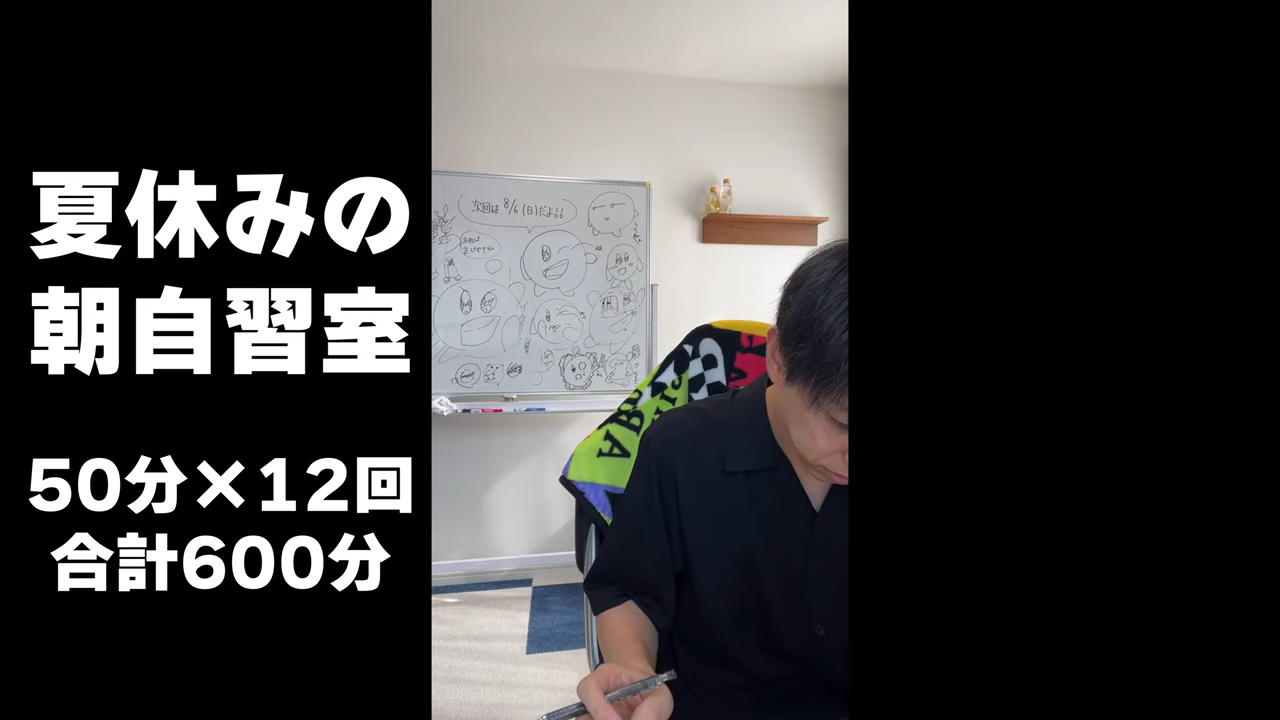 夏休みの
朝自習室
50分×12回
合計600分
次回は 8/6 (日)だよ!!